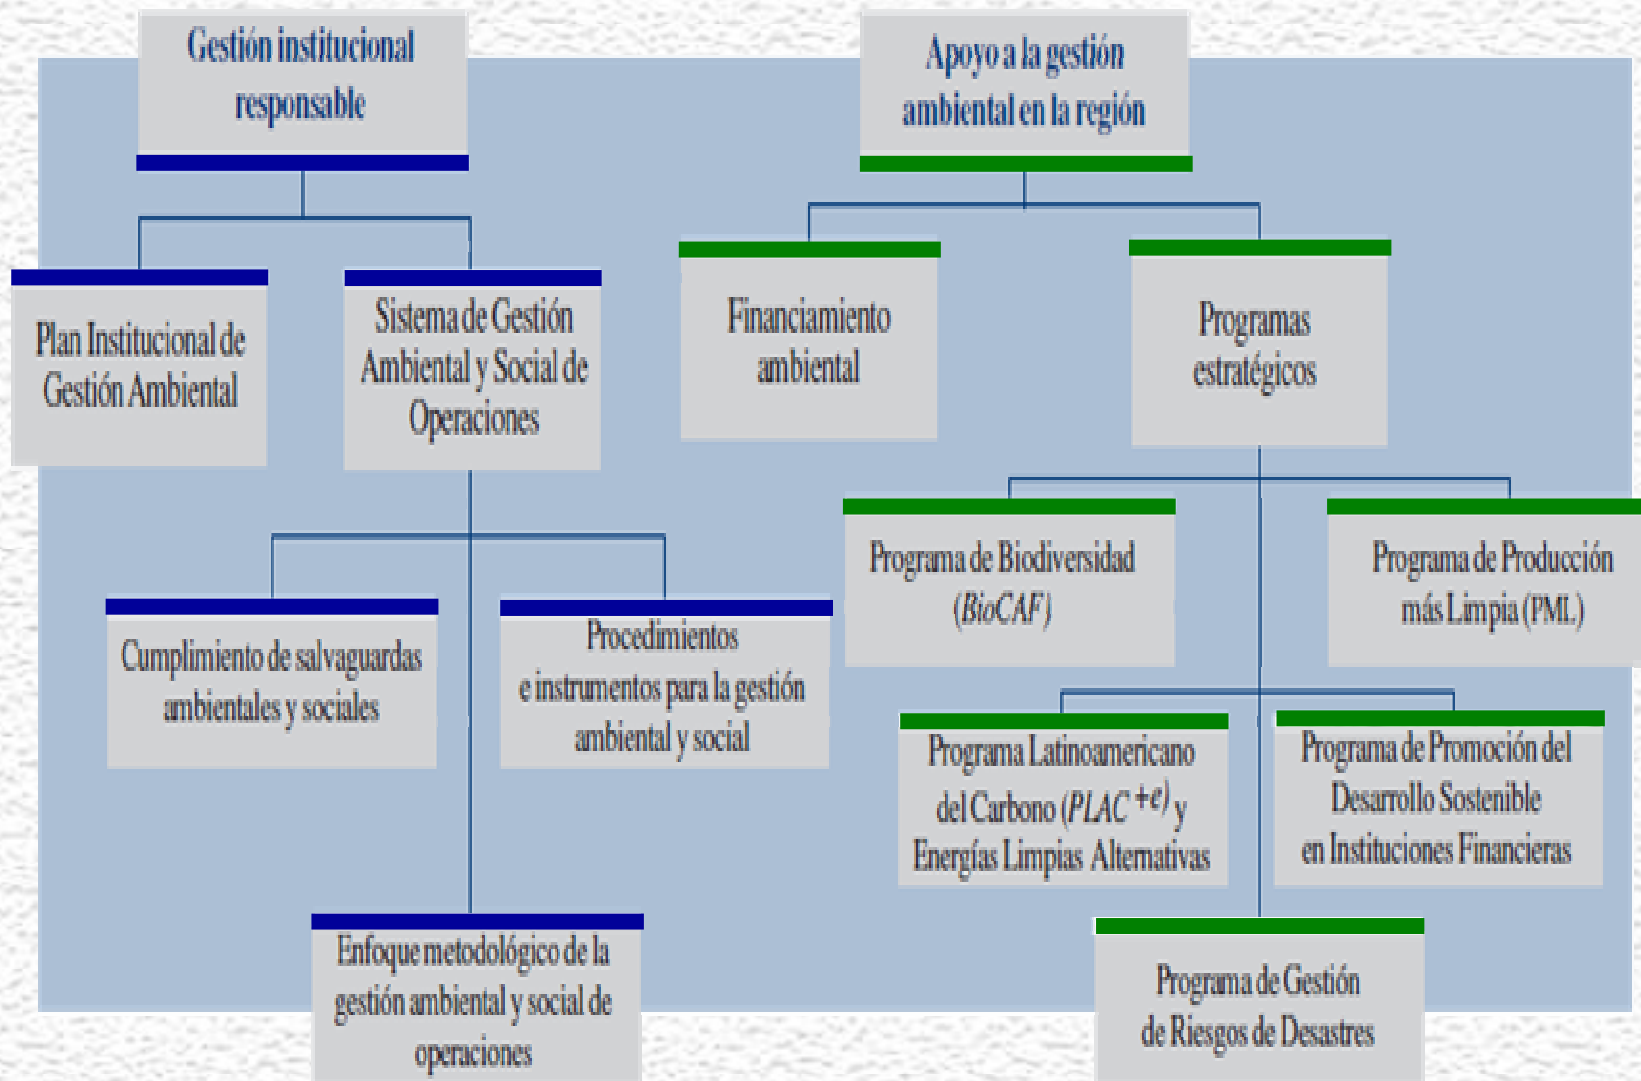 Gestión institucional
responsable
Apoyo a la gestión
ambiental en la región
Plan Institucional de
Gestión Ambiental
Sistema de Gestión
Ambiental y Social de
Operaciones
Financiamiento
ambiental
Programas
estratégicos
Cumplimiento de salvaguardas
ambientales y sociales
Procedimientos
e instrumentos para la gestión
ambiental y social
Enfoque metodológico de la
gestión ambiental y social de
operaciones
Programa de Biodiversidad
(BioCAF)
Programa de Producción
más Limpia (PML)
Programa Latinoamericano
del Carbono (PLAC +e) y
Energías Limpias Alternativas
Programa de Promoción del
Desarrollo Sostenible
en Instituciones Financieras
Programa de Gestión
de Riesgos de Desastres